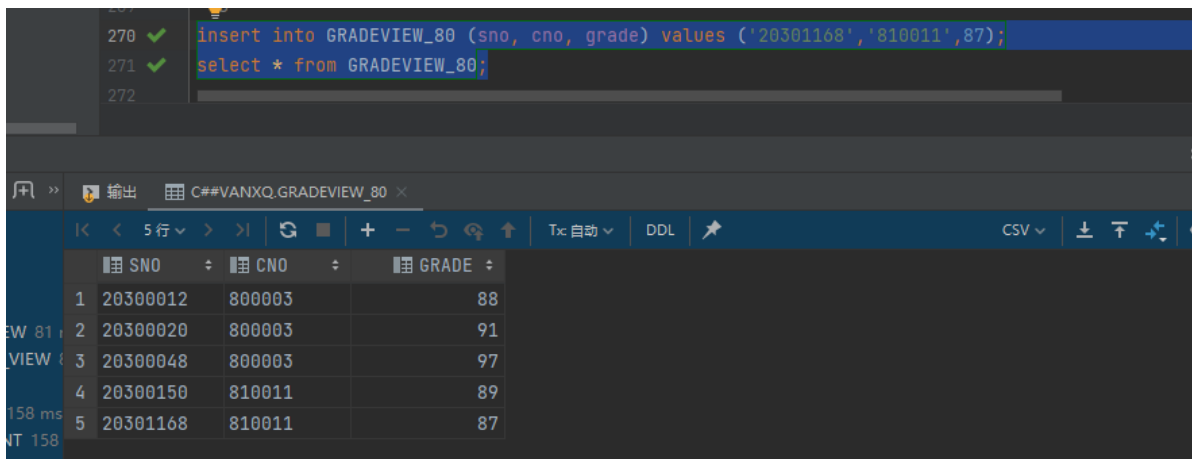 270 insert into GRADEVIEW_80 (sno, cno, grade) values ('20301168','810011',87);
271 select * from GRADEVIEW_80;
272
输出 C##VANXQ.GRADEVIEW_80
5 行 Tx: 自动 DDL CSV
SNO CNO GRADE
1 20300012 800003 88
EW 81 2 20300020 800003 91
_VIEW 3 20300048 800003 97
4 20300150 810011 89
158 ms 5 20301168 810011 87
NT 158